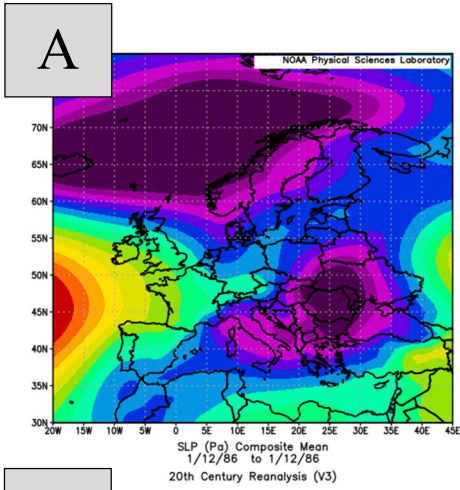 A
NOAA Physical Sciences Laboratory
70N
65N
60N
55N
50N
45N
40N
35N
30N
20W 15W 10W 5W 0 5E 10E 15E 20E 25E 30E 35E 40E 45E
SLP (Pa) Composite Mean
1/12/86 to 1/12/86
20th Century Reanalysis (V3)